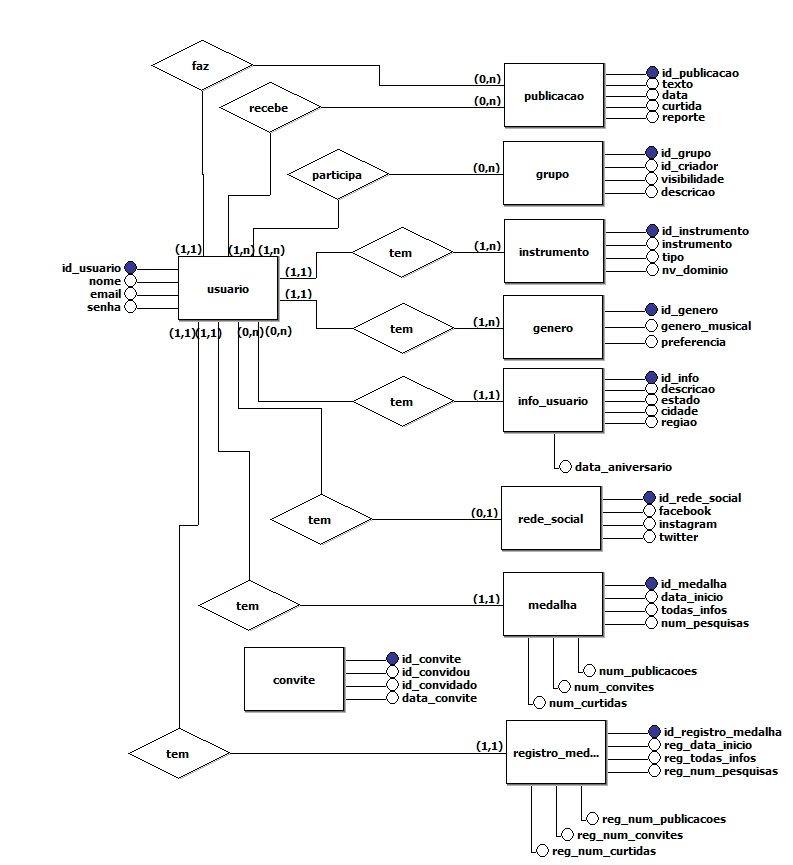 faz
(0,n)
publicacao
id_publicacao
texto
data
curtida
reporte
recebe
(0,n)
participa
(0,n)
grupo
id_grupo
id_criador
visibilidade
descricao
(1,1)
(1,n)
(1,n)
id_usuario
nome
email
senha
usuario
(1,1)
tem
(1,n)
instrumento
id_instrumento
instrumento
tipo
nv_dominio
(1,1)
tem
(1,n)
genero
id_genero
genero_musical
preferencia
(1,1)
(1,1)
(0,n)
(0,n)
tem
(1,1)
info_usuario
id_info
descricao
estado
cidade
regiao
data_aniversario
tem
(0,1)
rede_social
id_rede_social
facebook
instagram
twitter
tem
(1,1)
medalha
id_medalha
data_inicio
todas_infos
num_pesquisas
num_publicacoes
num_convites
num_curtidas
convite
id_convite
id_convidou
id_convidado
data_convite
tem
(1,1)
registro_med...
id_registro_medalha
reg_data_inicio
reg_todas_infos
reg_num_pesquisas
reg_num_publicacoes
reg_num_convites
reg_num_curtidas